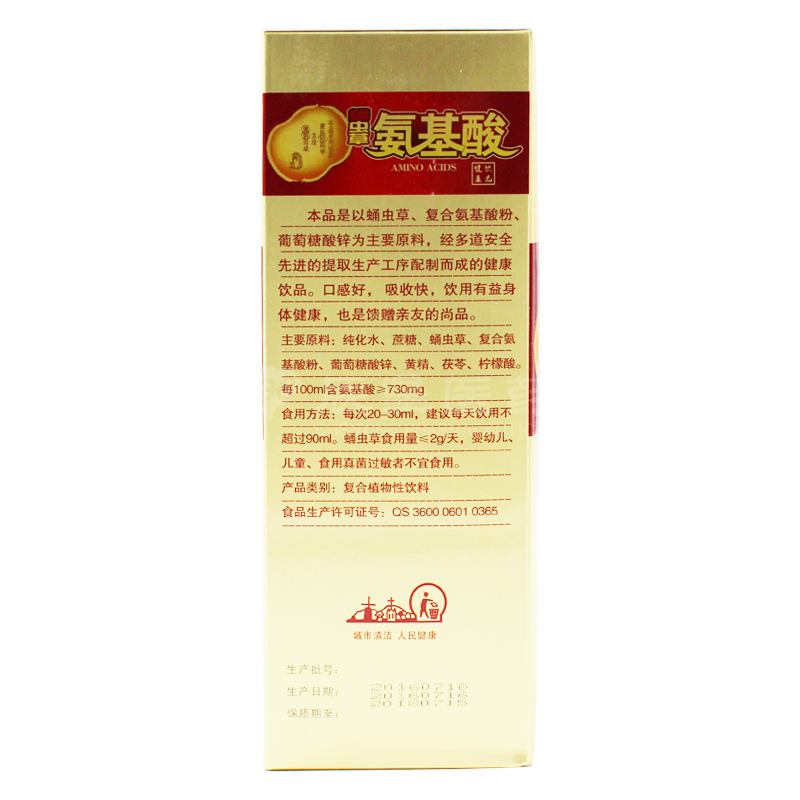 蟲草
氨基酸
AMINO ACIDS
本品是以蛹虫草、复合氨基酸粉、
葡萄糖酸锌为主要原料，经多道安全
先进的提取生产工序配制而成的健康
饮品。口感好，吸收快，饮用有益身
体健康，也是馈赠亲友的尚品。
主要原料：纯化水、蔗糖、蛹虫草、复合氨
基酸粉、葡萄糖酸锌、黄精、茯苓、柠檬酸。
每100ml含氨基酸≥730mg
食用方法：每次20–30ml，建议每天饮用不
超过90ml。蛹虫草食用量≤2g/天，婴幼儿、
儿童、食用真菌过敏者不宜食用。
产品类别：复合植物性饮料
食品生产许可证号：QS 3600 0601 0365
城市清洁 人民健康
生产批号：20160716
生产日期：20160716
保质期至：20180715